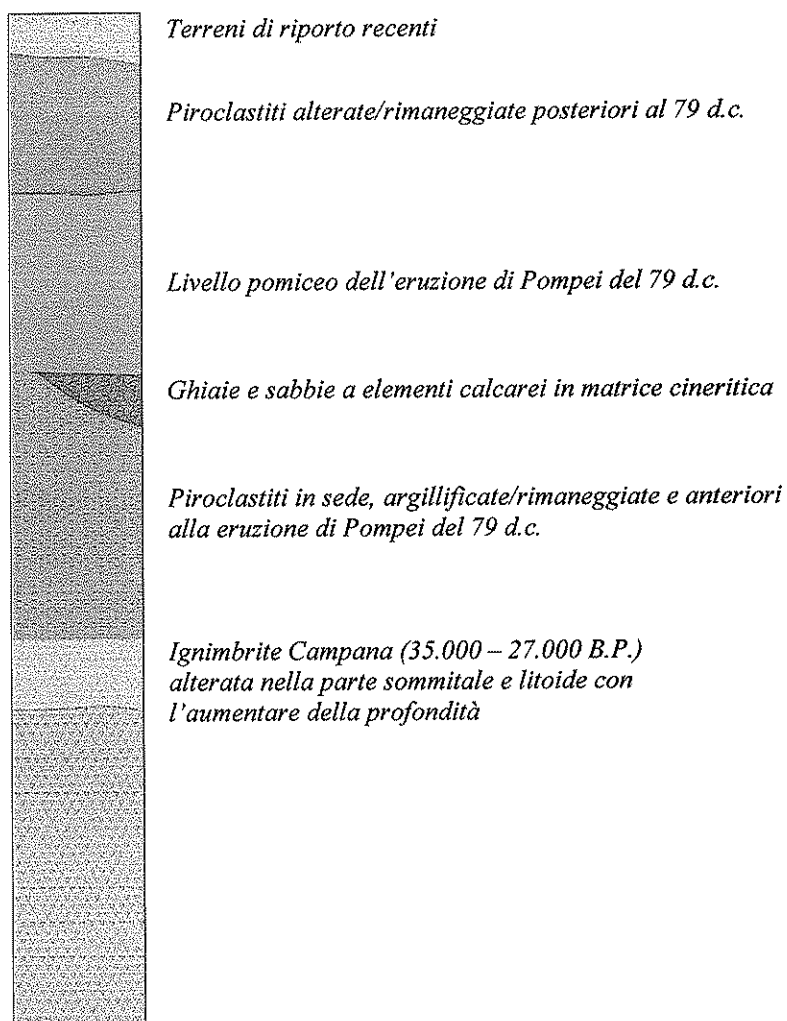 Terreni di riporto recenti
Piroclastiti alterate/rimaneggiate posteriori al 79 d.c.
Livello pomiceo dell'eruzione di Pompei del 79 d.c.
Ghiaie e sabbie a elementi calcarei in matrice cineritica
Piroclastiti in sede, argillificate/rimaneggiate e anteriori
alla eruzione di Pompei del 79 d.c.
Ignimbrite Campana (35.000 – 27.000 B.P.)
alterata nella parte sommitale e litoide con
l'aumentare della profondità